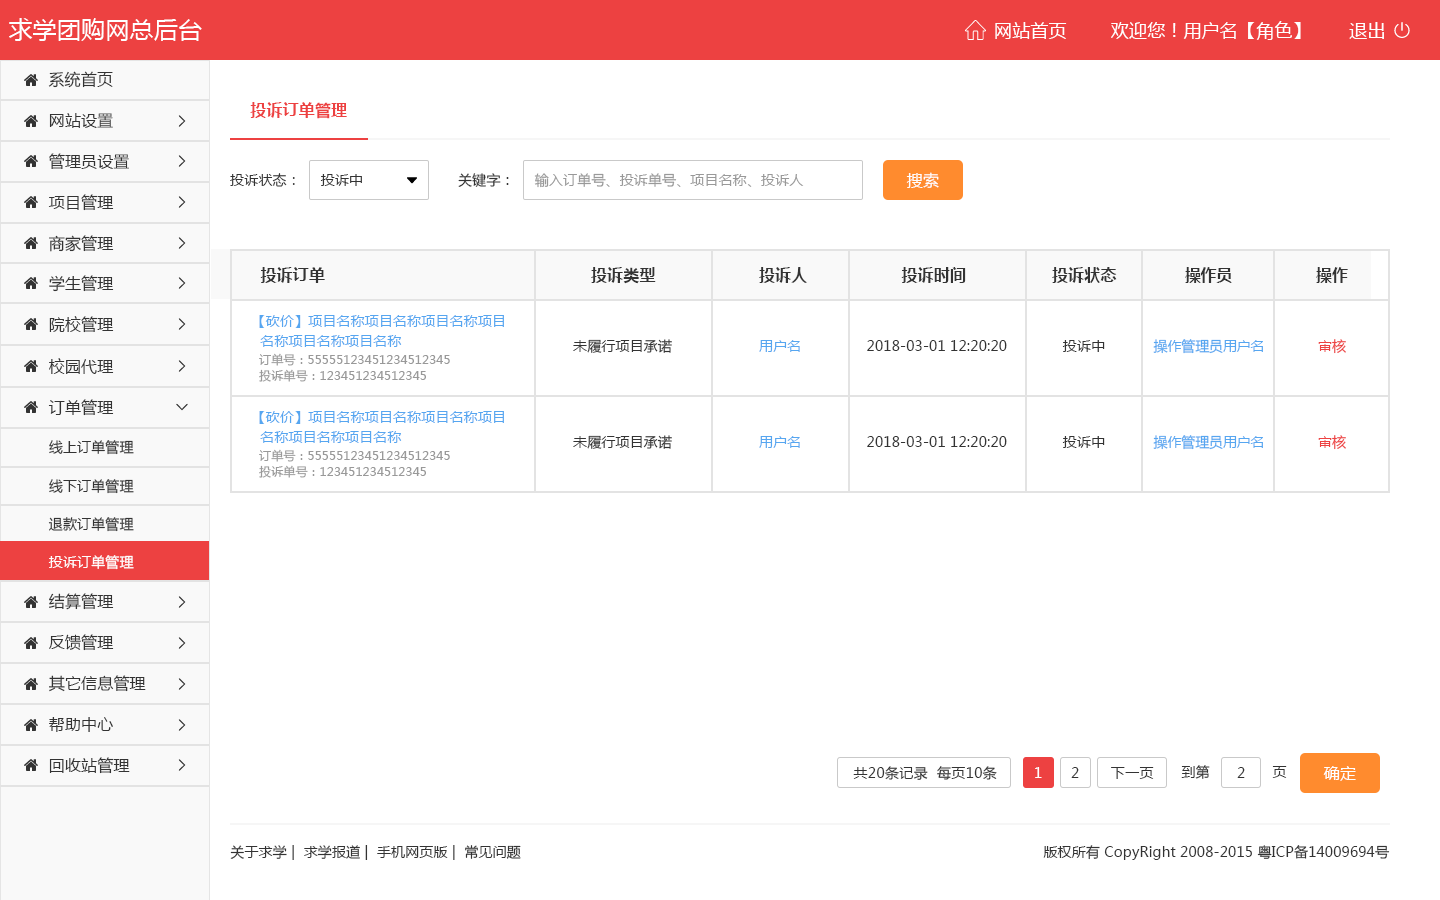 求学团购网总后台
网站首页
欢迎您！用户名【角色】
退出
系统首页
网站设置
管理员设置
项目管理
商家管理
学生管理
院校管理
校园代理
订单管理
线上订单管理
线下订单管理
退款订单管理
投诉订单管理
结算管理
反馈管理
其它信息管理
帮助中心
回收站管理
投诉订单管理
投诉状态： 投诉中 关键字： 输入订单号、投诉单号、项目名称、投诉人 搜索
投诉订单 投诉类型 投诉人 投诉时间 投诉状态 操作员 操作
【砍价】项目名称项目名称项目名称项目
名称项目名称项目名称
订单号：55555123451234512345
投诉单号：123451234512345
未履行项目承诺 用户名 2018-03-01 12:20:20 投诉中 操作管理员用户名 审核
【砍价】项目名称项目名称项目名称项目
名称项目名称项目名称
订单号：55555123451234512345
投诉单号：123451234512345
未履行项目承诺 用户名 2018-03-01 12:20:20 投诉中 操作管理员用户名 审核
共20条记录 每页10条 1 2 下一页 到第 2 页 确定
关于求学 | 求学报道 | 手机网页版 | 常见问题
版权所有 CopyRight 2008-2015 粤ICP备14009694号